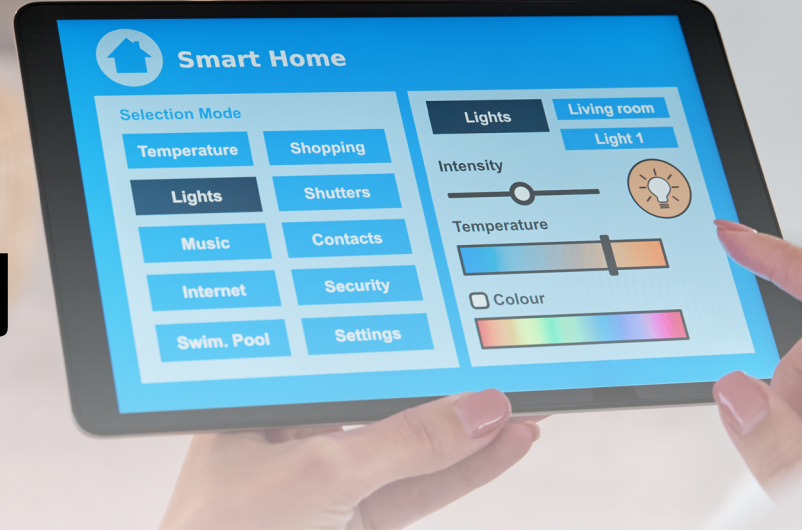 Smart Home
Selection Mode
Temperature
Shopping
Lights
Shutters
Music
Contacts
Internet
Security
Swim. Pool
Settings
Lights
Living room
Light 1
Intensity
Temperature
Colour